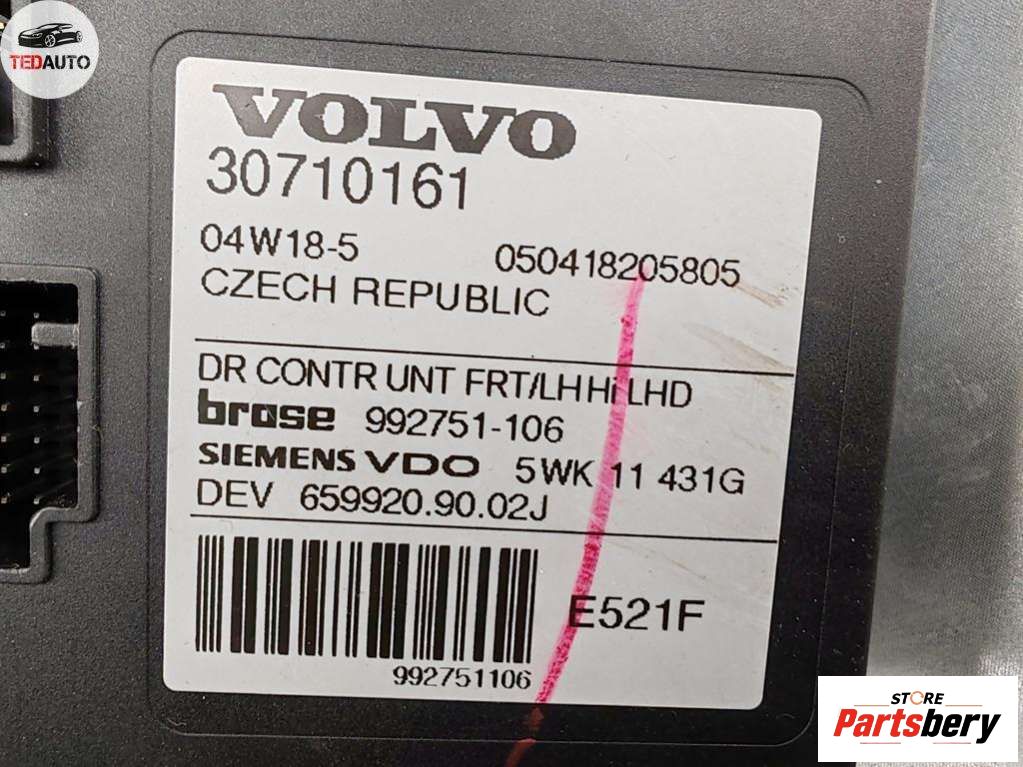 TEDAUTO
VOLVO
30710161
04W18-5 050418205805
CZECH REPUBLIC
DR CONTR UNT FRT/LH Hi LHD
brose 992751-106
SIEMENS VDO 5WK 11 431G
DEV 659920.90.02J
E521F
992751106
STORE
Partsbery